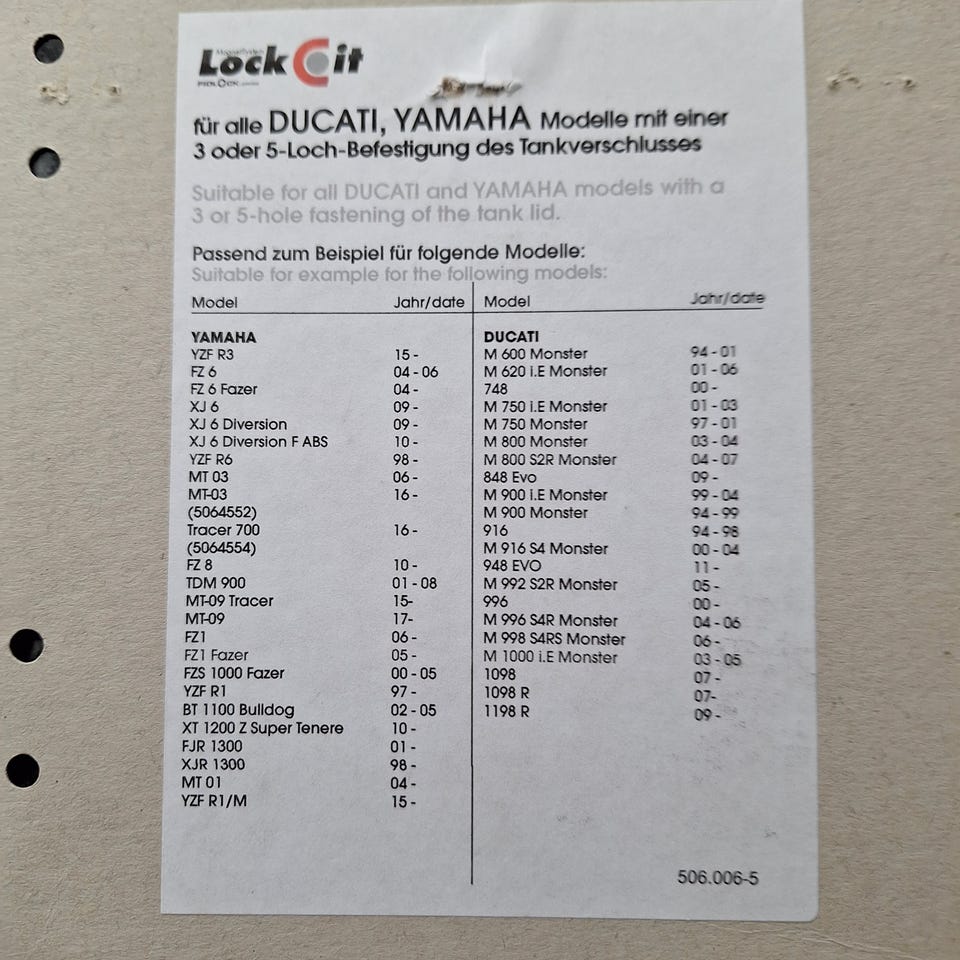 Lock it
für alle DUCATI, YAMAHA Modelle mit einer
3 oder 5-Loch-Befestigung des Tankverschlusses
Suitable for all DUCATI and YAMAHA models with a
3 or 5-hole fastening of the tank lid.
Passend zum Beispiel für folgende Modelle:
Suitable for example for the following models:
Model Jahr/date
YAMAHA
YZF R3 15 -
FZ 6 04 - 06
FZ 6 Fazer 04 -
XJ 6 09 -
XJ 6 Diversion 09 -
XJ 6 Diversion F ABS 10 -
YZF R6 98 -
MT 03 06 -
MT-03 16 -
(5064552)
Tracer 700 16 -
(5064554)
FZ 8 10 -
TDM 900 01 - 08
MT-09 Tracer 15-
MT-09 17-
FZ1 06 -
FZ1 Fazer 05 -
FZS 1000 Fazer 00 - 05
YZF R1 97 -
BT 1100 Bulldog 02 - 05
XT 1200 Z Super Tenere 10 -
FJR 1300 01 -
XJR 1300 98 -
MT 01 04 -
YZF R1/M 15 -
Model Jahr/date
DUCATI
M 600 Monster 94 - 01
M 620 i.E Monster 01 - 06
748 00 -
M 750 i.E Monster 01 - 03
M 750 Monster 97 - 01
M 800 Monster 03 - 04
M 800 S2R Monster 04 - 07
848 Evo 09 -
M 900 i.E Monster 99 - 04
M 900 Monster 94 - 99
916 94 - 98
M 916 S4 Monster 00 - 04
948 EVO 11 -
M 992 S2R Monster 05 -
996 00 -
M 996 S4R Monster 04 - 06
M 998 S4RS Monster 06 -
M 1000 i.E Monster 03 - 05
1098 07 -
1098 R 07-
1198 R 09 -
506.006-5